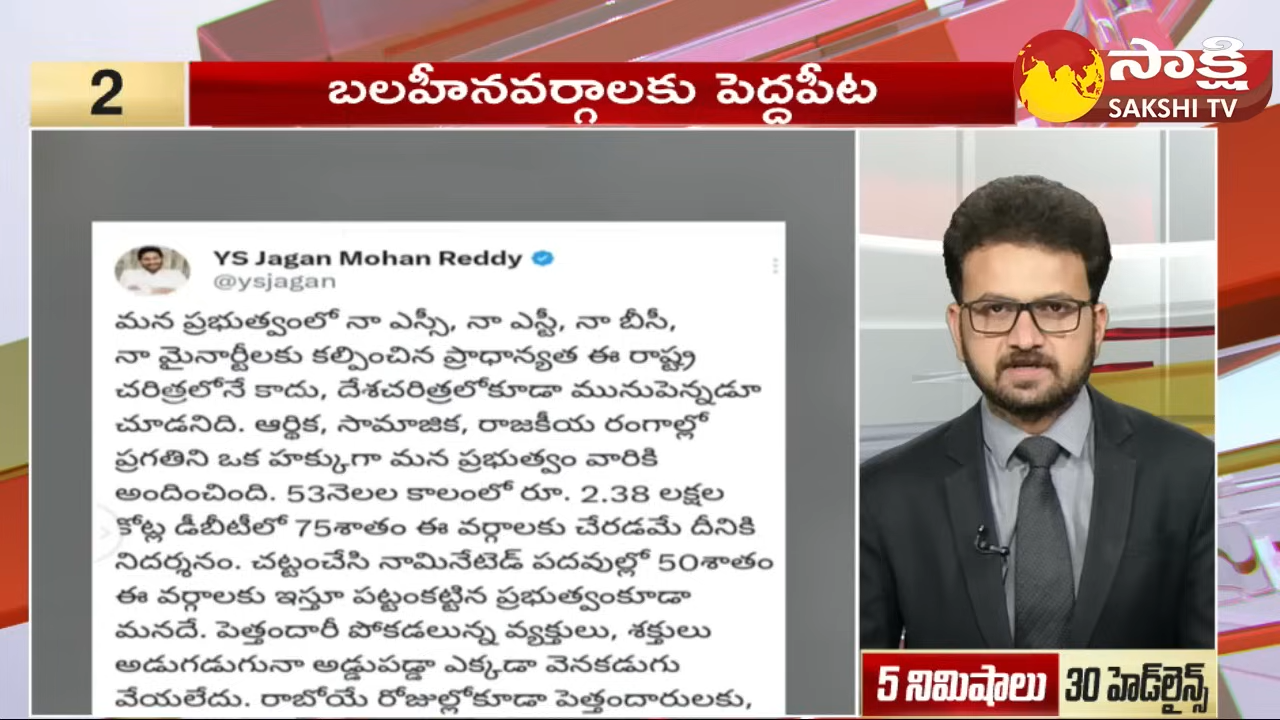 2
బలహీనవర్గాలకు పెద్దపీట
సాక్షి
SAKSHI TV
YS Jagan Mohan Reddy
@ysjagan
మన ప్రభుత్వంలో నా ఎస్సీ, నా ఎస్టీ, నా బీసీ,
నా మైనార్టీలకు కల్పించిన ప్రాధాన్యత ఈ రాష్ట్ర
చరిత్రలోనే కాదు, దేశచరిత్రలోకూడా మునుపెన్నడూ
చూడనిది. ఆర్థిక, సామాజిక, రాజకీయ రంగాల్లో
ప్రగతిని ఒక హక్కుగా మన ప్రభుత్వం వారికి
అందించింది. 53నెలల కాలంలో రూ. 2.38 లక్షల
కోట్ల డీబీటీలో 75శాతం ఈ వర్గాలకు చేరడమే దీనికి
నిదర్శనం. చట్టంచేసి నామినేటెడ్ పదవుల్లో 50శాతం
ఈ వర్గాలకు ఇస్తూ పట్టంకట్టిన ప్రభుత్వంకూడా
మనదే. పెత్తందారీ పోకడలున్న వ్యక్తులు, శక్తులు
అడుగడుగునా అడ్డుపడ్డా ఎక్కడా వెనకడుగు
వేయలేదు. రాబోయే రోజుల్లోకూడా పెత్తందారులకు,
5 నిమిషాలు 30 హెడ్‌లైన్స్